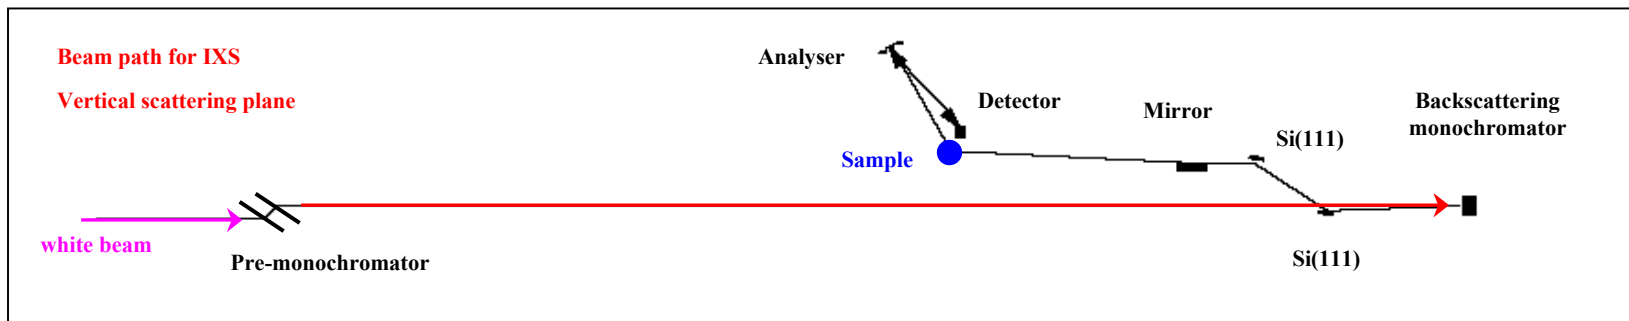 Beam path for IXS
Vertical scattering plane
Analyser
Detector
Mirror
Backscattering
monochromator
Si(111)
Sample
white beam
Pre-monochromator
Si(111)